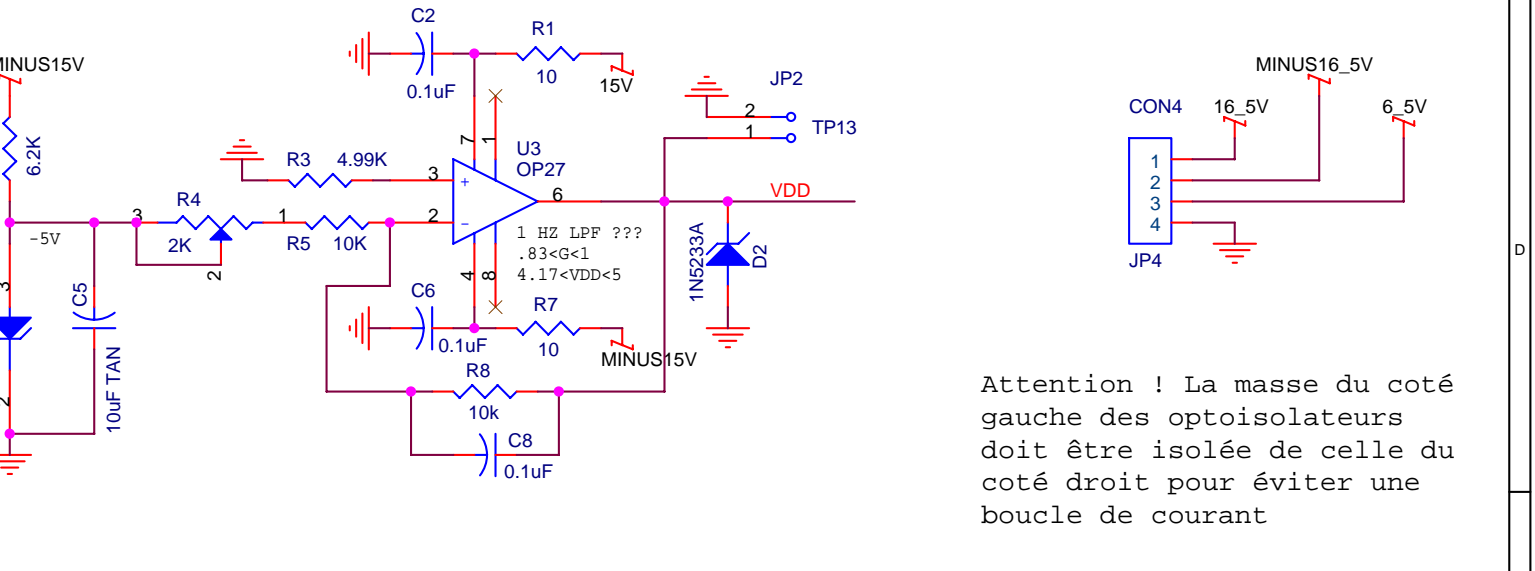 C2
R1
10
0.1uF
15V
JP2
2
1
TP13
MINUS15V
6.2K
MINUS16_5V
CON4
16_5V
6_5V
1
2
3
4
JP4
D
7
1
U3
OP27
R3
4.99K
3
+
6
VDD
R4
3
2K
2
1
R5
10K
2
-
-5V
1 HZ LPF ???
.83<G<1
4.17<VDD<5
1N5233A
D2
4
8
3
C5
10uF TAN
2
C6
0.1uF
R7
10
MINUS15V
R8
10k
C8
0.1uF
Attention ! La masse du coté
gauche des optoisolateurs
doit être isolée de celle du
coté droit pour éviter une
boucle de courant